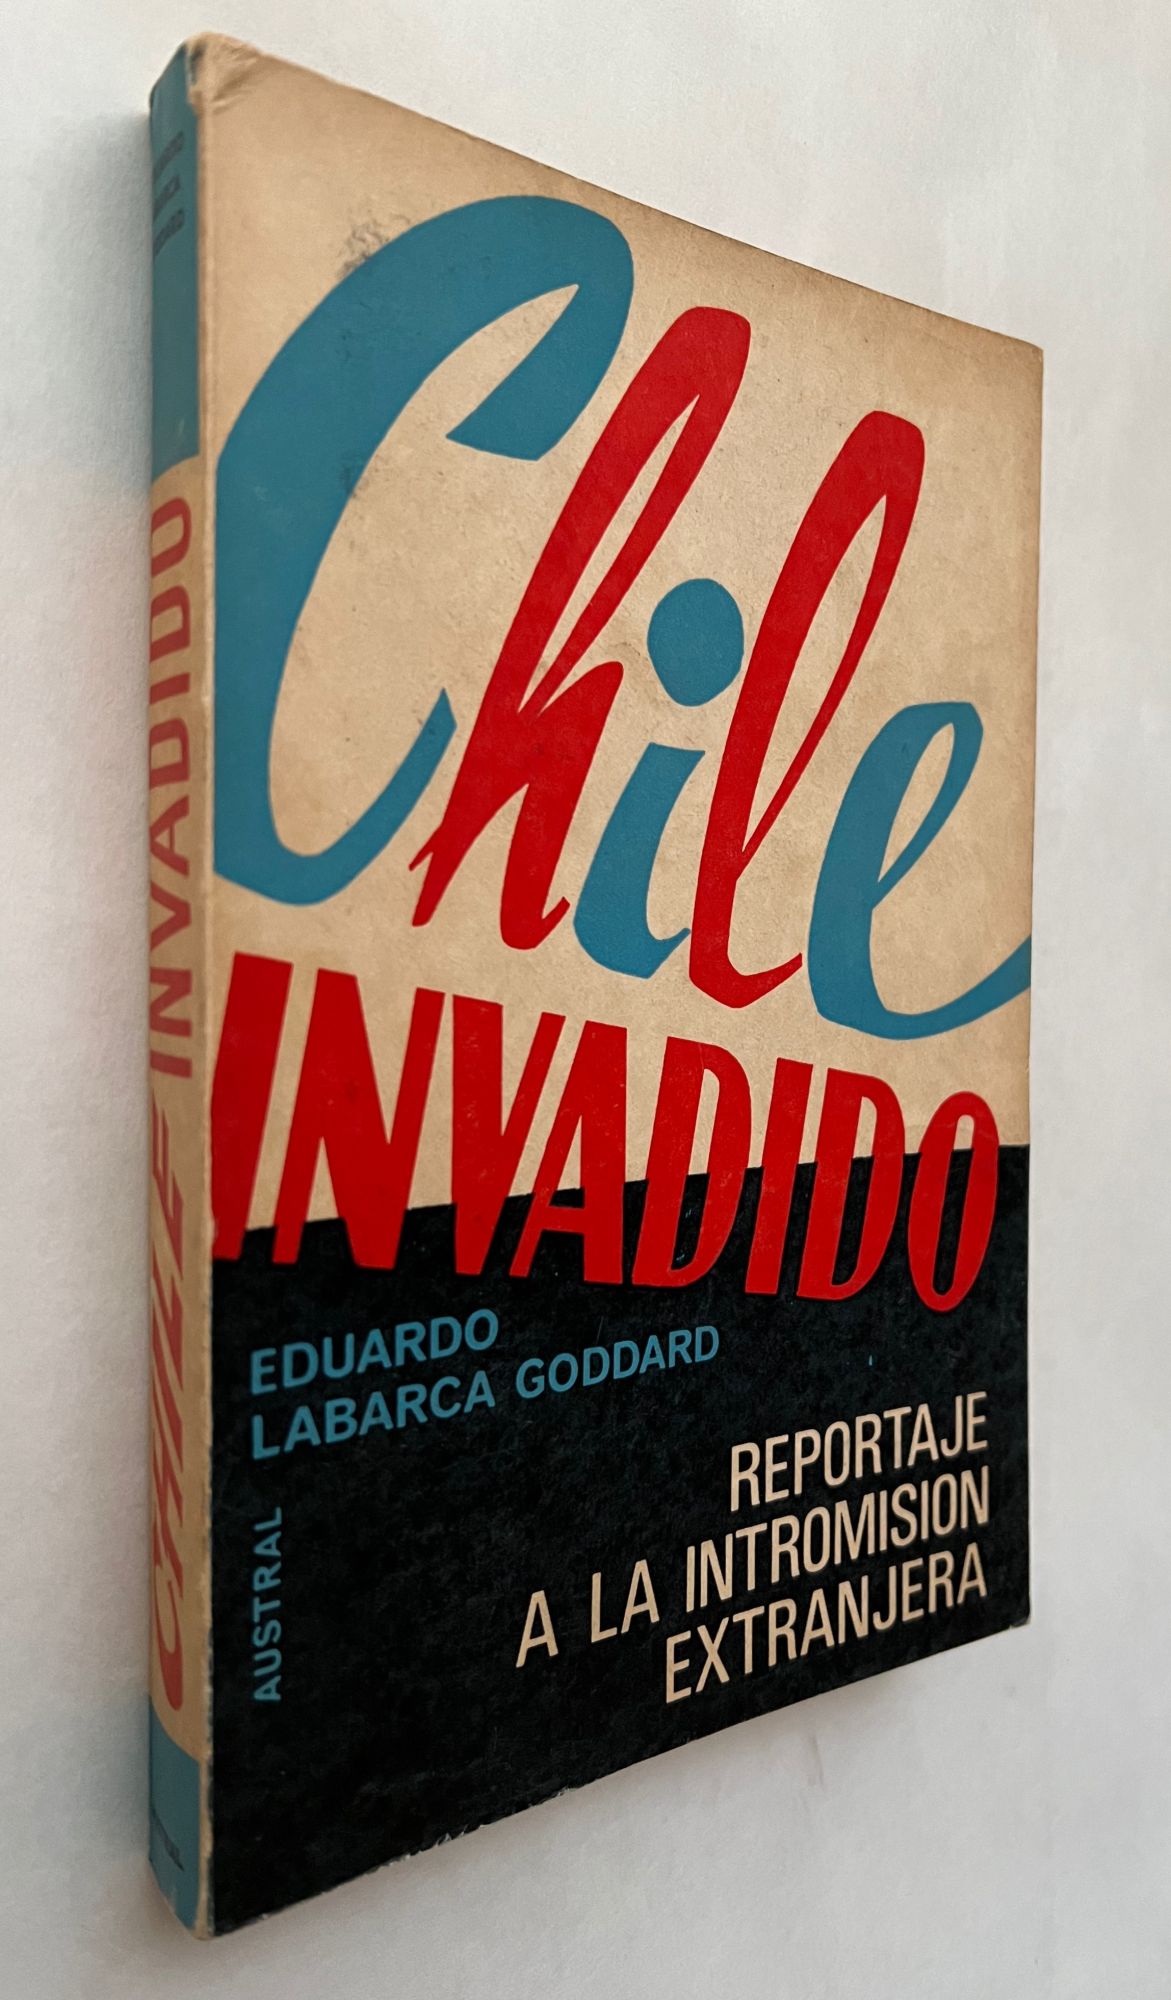 Chile
INVADIDO
EDUARDO
LABARCA GODDARD
REPORTAJE
A LA INTROMISION
EXTRANJERA
AUSTRAL
CHILE INVADIDO